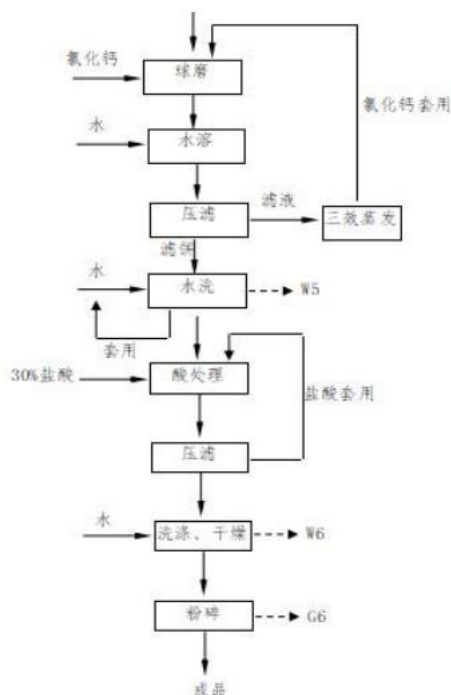 氯化钙
球磨
氯化钙套用
水
水溶
压滤
滤液
三效蒸发
滤饼
水
水洗
W5
套用
30%盐酸
酸处理
盐酸套用
压滤
水
洗涤、干燥
W6
粉碎
G6
成品